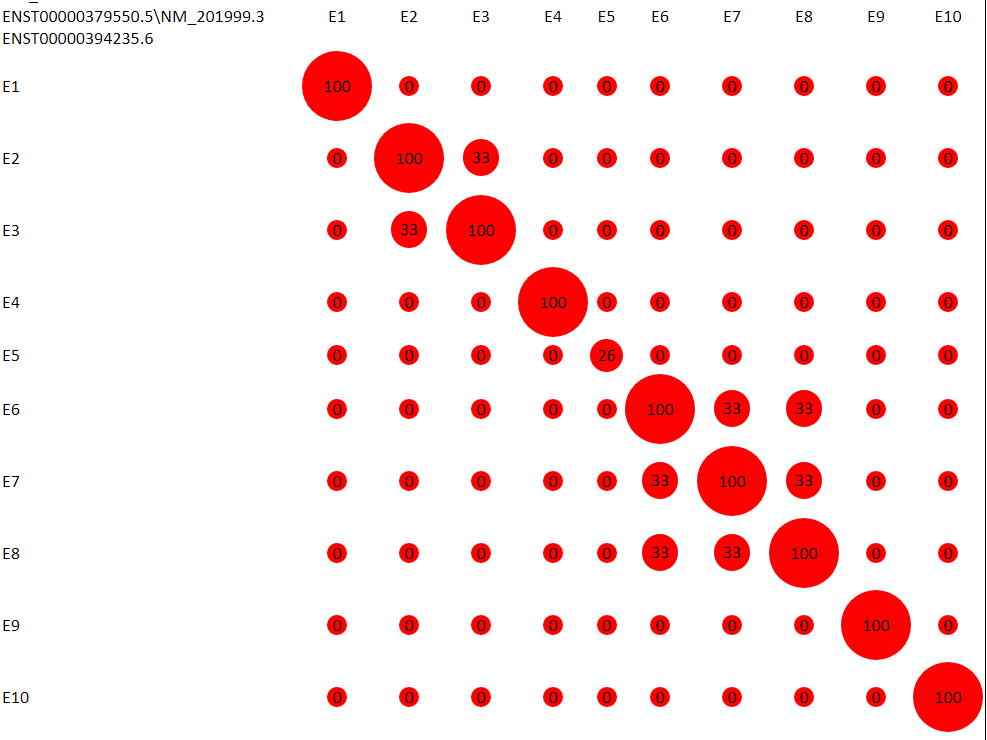 ENST00000379550.5\NM_201999.3 E1 E2 E3 E4 E5 E6 E7 E8 E9 E10
ENST00000394235.6
E1 100 0 0 0 0 0 0 0 0 0
E2 0 100 33 0 0 0 0 0 0 0
E3 0 33 100 0 0 0 0 0 0 0
E4 0 0 0 100 0 0 0 0 0 0
E5 0 0 0 0 26 0 0 0 0 0
E6 0 0 0 0 0 100 33 33 0 0
E7 0 0 0 0 0 33 100 33 0 0
E8 0 0 0 0 0 33 33 100 0 0
E9 0 0 0 0 0 0 0 0 100 0
E10 0 0 0 0 0 0 0 0 0 100